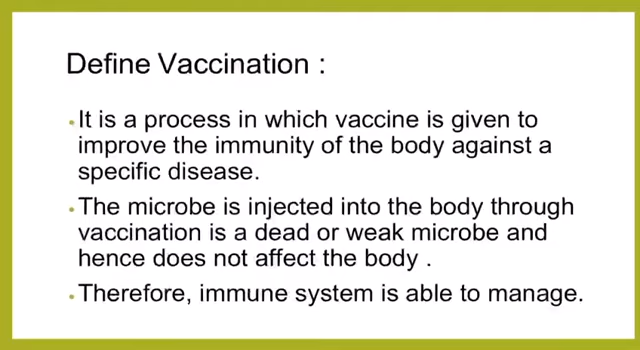 Define Vaccination :
•It is a process in which vaccine is given to
improve the immunity of the body against a
specific disease.
•The microbe is injected into the body through
vaccination is a dead or weak microbe and
hence does not affect the body .
•Therefore, immune system is able to manage.